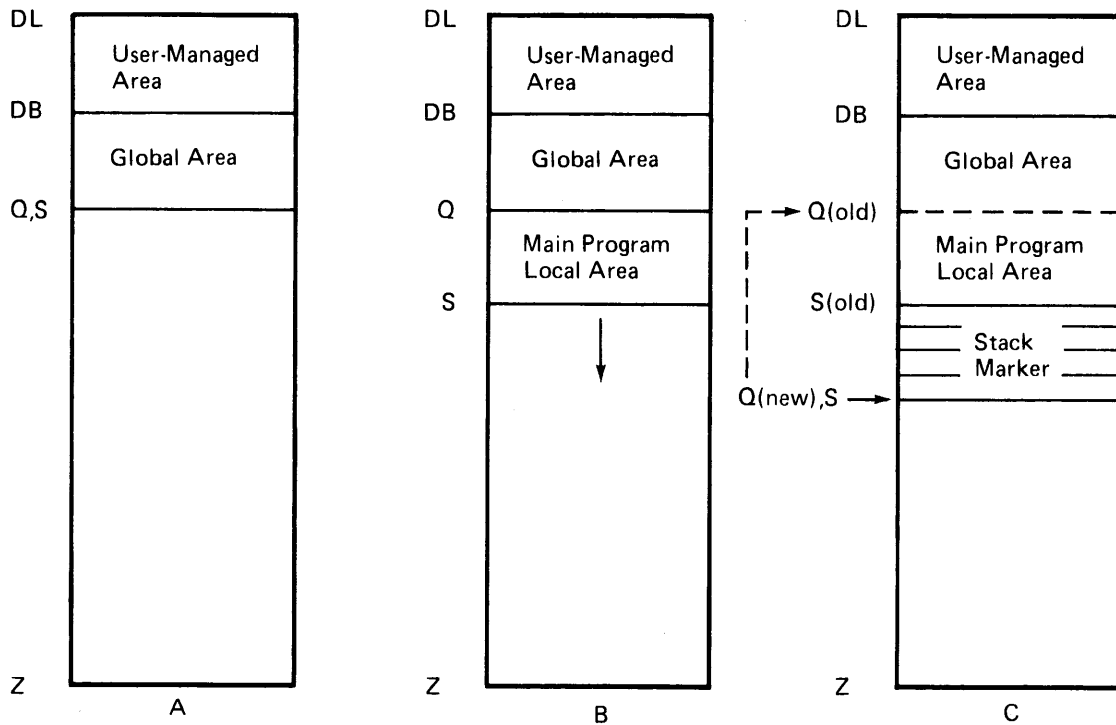 DL
User-Managed
Area
DB
Global Area
Q,S
Z
A
DL
User-Managed
Area
DB
Global Area
Q
Main Program
Local Area
S
Z
B
DL
User-Managed
Area
DB
Global Area
Q(old)
Main Program
Local Area
S(old)
Stack
Marker
Q(new),S
Z
C